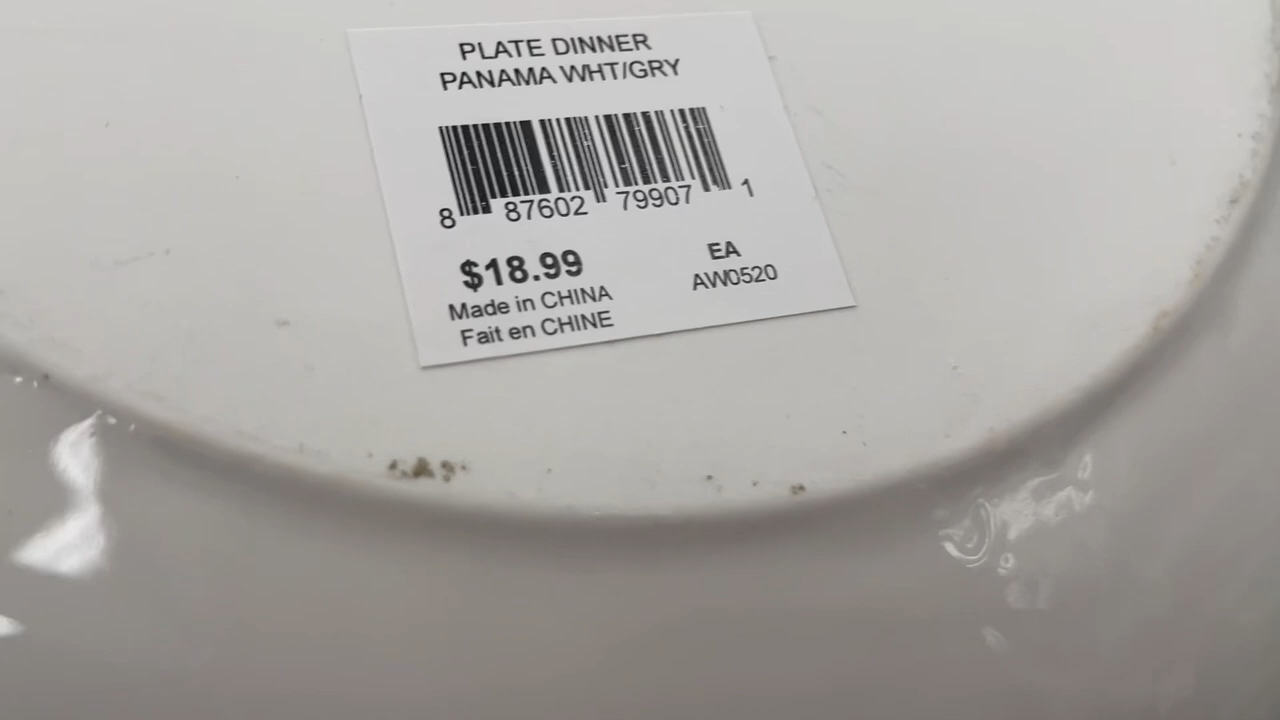 PLATE DINNER
PANAMA WHT/GRY
8 87602 79907 1
$18.99
EA
Made in CHINA
AW0520
Fait en CHINE